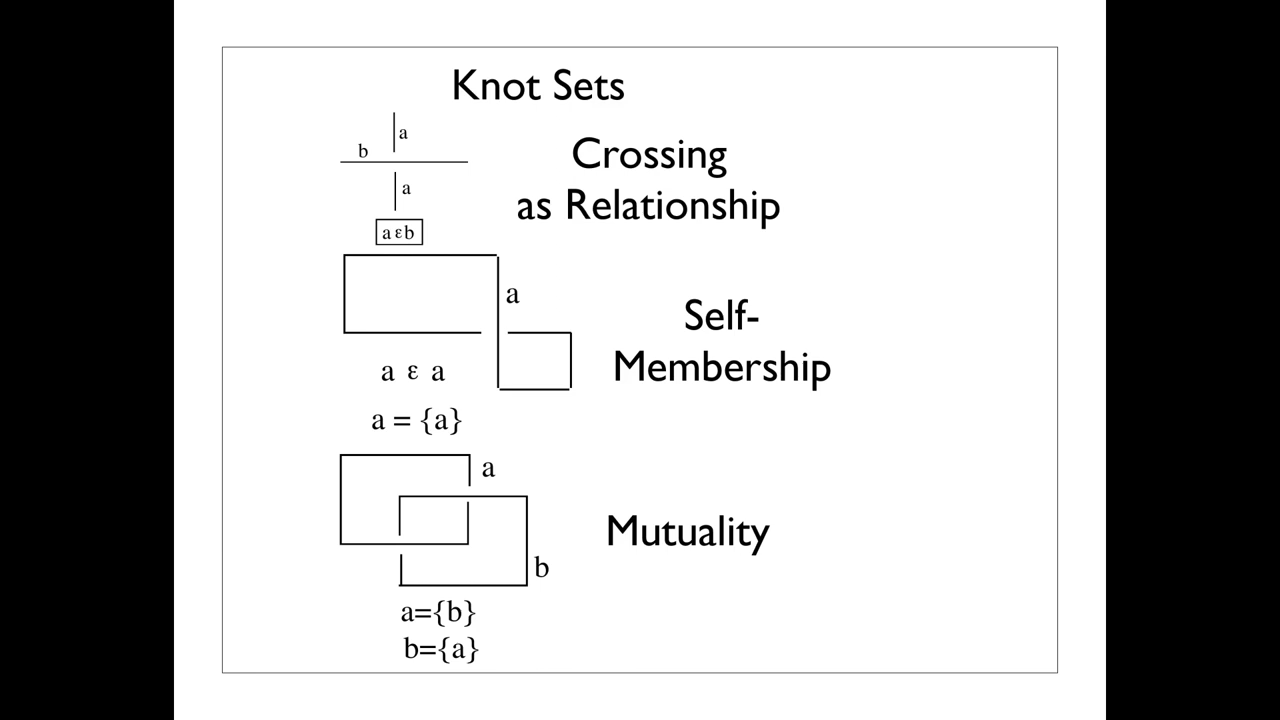 Knot Sets
a
b
a
Crossing
as Relationship
a ε b
a
Self-
Membership
a ε a
a = {a}
a
Mutuality
b
a={b}
b={a}